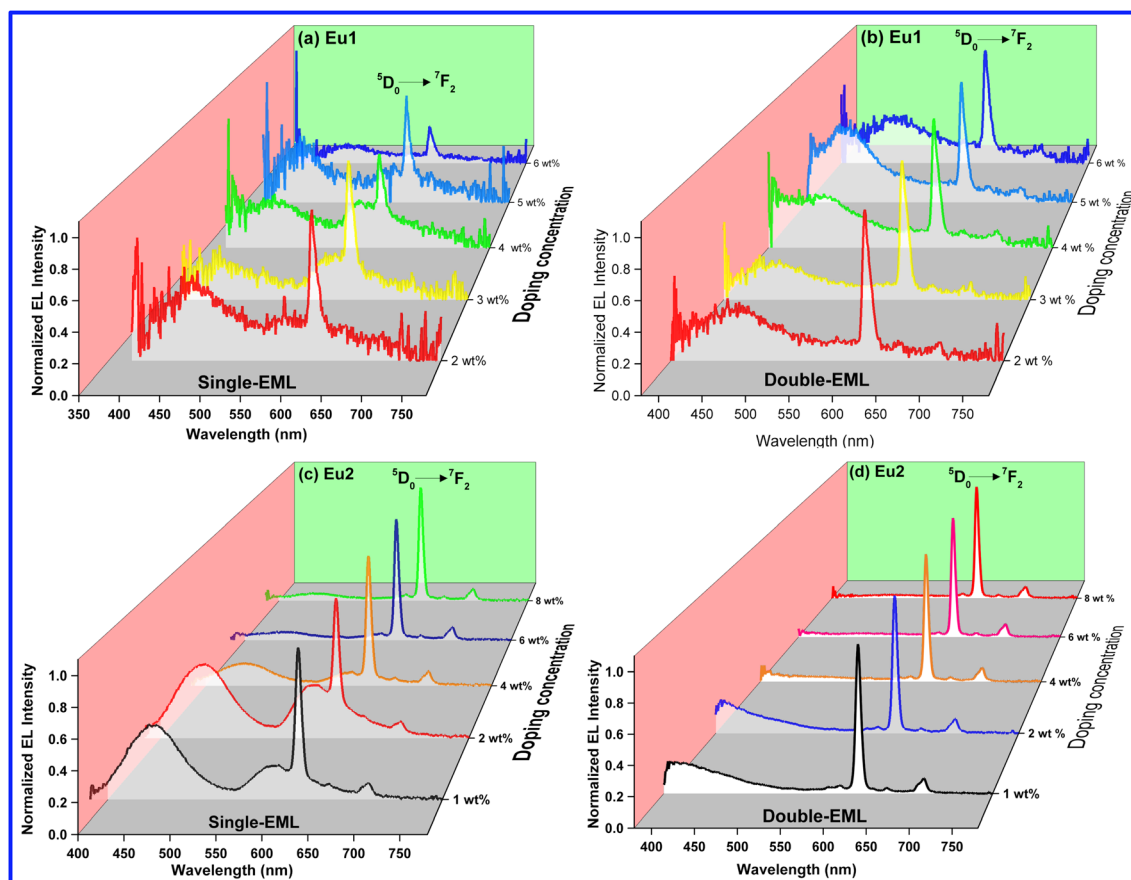 (a) Eu1
⁵D₀ → ⁷F₂
6 wt%
5 wt%
4 wt%
3 wt%
2 wt%
Doping concentration
1.0
0.8
0.6
0.4
0.2
0.0
Normalized EL Intensity
Single-EML
350 400 450 500 550 600 650 700 750
Wavelength (nm)
(b) Eu1
⁵D₀ → ⁷F₂
6 wt%
5 wt%
4 wt %
3 wt%
2 wt %
Doping concentration
1.0
0.8
0.6
0.4
0.2
0.0
Normalized EL Intensity
Double-EML
400 450 500 550 600 650 700 750
Wavelength (nm)
(c) Eu2
⁵D₀ → ⁷F₂
8 wt%
6 wt%
4 wt%
2 wt%
1 wt%
Doping concentration
1.0
0.8
0.6
0.4
0.2
0.0
Normalized EL Intensity
Single-EML
400 450 500 550 600 650 700 750
Wavelength (nm)
(d) Eu2
⁵D₀ → ⁷F₂
8 wt%
6 wt %
4 wt%
2 wt %
1 wt%
Doping concentration
1.0
0.8
0.6
0.4
0.2
0.0
Normalized EL Intensity
Double-EML
400 450 500 550 600 650 700 750
Wavelength (nm)